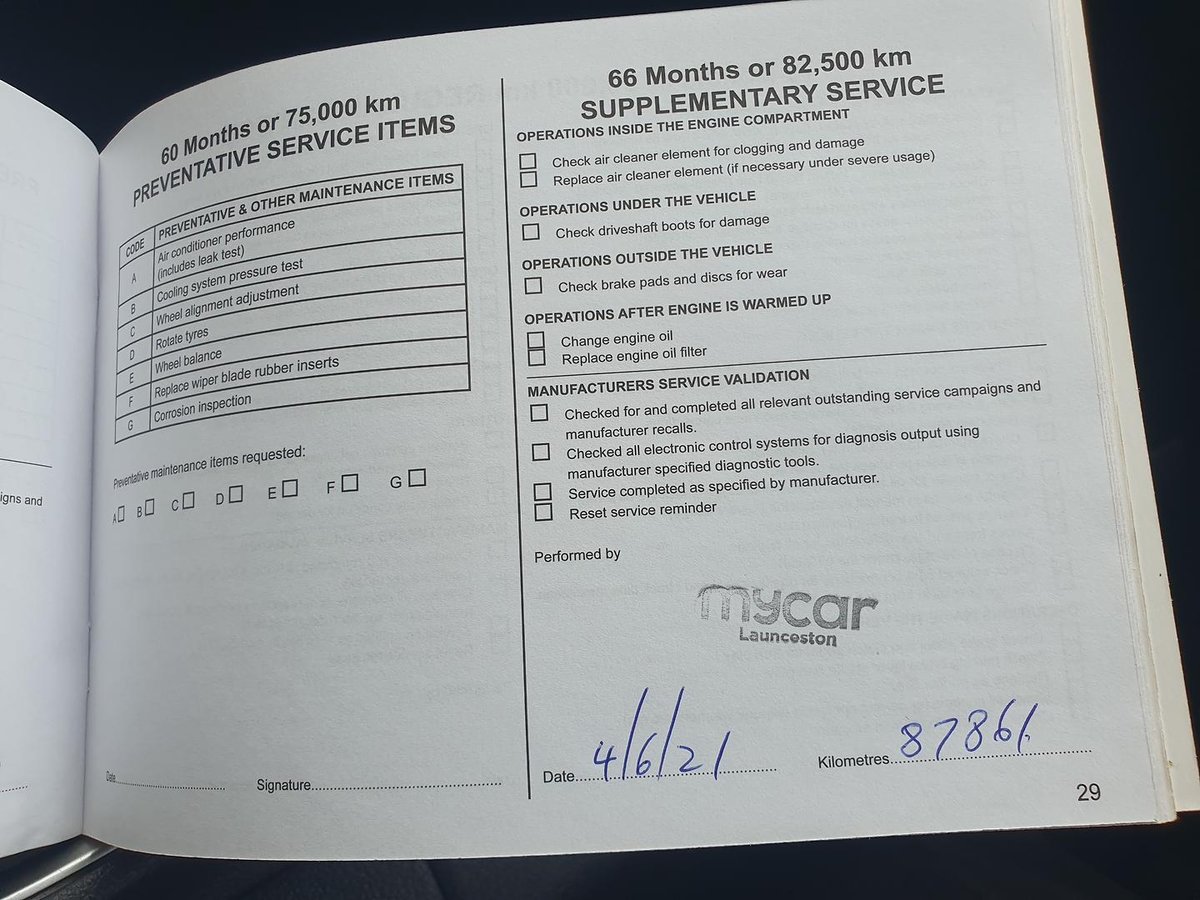 igns and
60 Months or 75,000 km
PREVENTATIVE SERVICE ITEMS
CODE PREVENTATIVE & OTHER MAINTENANCE ITEMS
A Air conditioner performance
(includes leak test)
B Cooling system pressure test
C Wheel alignment adjustment
D Rotate tyres
E Wheel balance
F Replace wiper blade rubber inserts
G Corrosion inspection
Preventative maintenance items requested:
A B C D E F G
Date
Signature
66 Months or 82,500 km
SUPPLEMENTARY SERVICE
OPERATIONS INSIDE THE ENGINE COMPARTMENT
Check air cleaner element for clogging and damage
Replace air cleaner element (if necessary under severe usage)
OPERATIONS UNDER THE VEHICLE
Check driveshaft boots for damage
OPERATIONS OUTSIDE THE VEHICLE
Check brake pads and discs for wear
OPERATIONS AFTER ENGINE IS WARMED UP
Change engine oil
Replace engine oil filter
MANUFACTURERS SERVICE VALIDATION
Checked for and completed all relevant outstanding service campaigns and
manufacturer recalls.
Checked all electronic control systems for diagnosis output using
manufacturer specified diagnostic tools.
Service completed as specified by manufacturer.
Reset service reminder
Performed by
mycar
Launceston
Date 4/6/21 Kilometres 87861
29